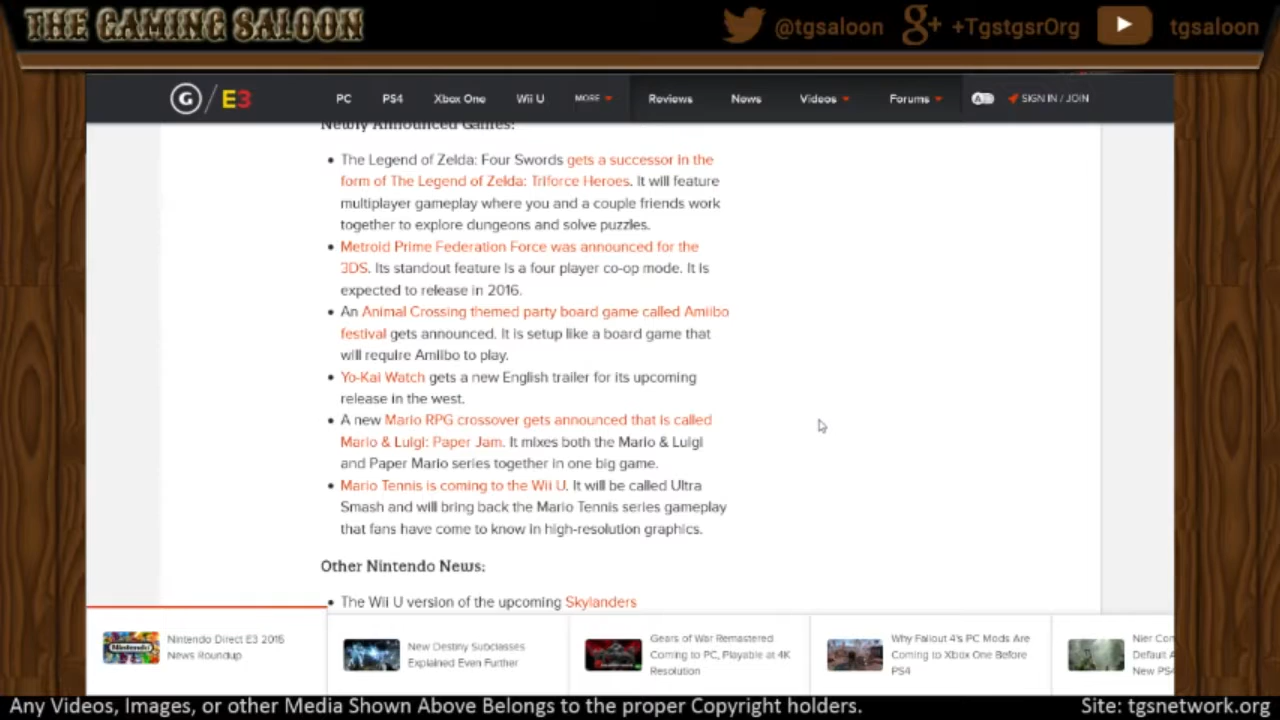 THE GAMING SALOON
@tgsaloon
+TgstgsrOrg
tgsaloon
G / E3
PC PS4 Xbox One Wii U MORE Reviews News Videos Forums SIGN IN / JOIN
Newly Announced Games:
• The Legend of Zelda: Four Swords gets a successor in the
form of The Legend of Zelda: Triforce Heroes. It will feature
multiplayer gameplay where you and a couple friends work
together to explore dungeons and solve puzzles.
• Metroid Prime Federation Force was announced for the
3DS. Its standout feature is a four player co-op mode. It is
expected to release in 2016.
• An Animal Crossing themed party board game called Amiibo
festival gets announced. It is setup like a board game that
will require Amiibo to play.
• Yo-Kai Watch gets a new English trailer for its upcoming
release in the west.
• A new Mario RPG crossover gets announced that is called
Mario & Luigi: Paper Jam. It mixes both the Mario & Luigi
and Paper Mario series together in one big game.
• Mario Tennis is coming to the Wii U. It will be called Ultra
Smash and will bring back the Mario Tennis series gameplay
that fans have come to know in high-resolution graphics.
Other Nintendo News:
• The Wii U version of the upcoming Skylanders
Nintendo Direct E3 2015
News Roundup
New Destiny Subclasses
Explained Even Further
Gears of War Remastered
Coming to PC, Playable at 4K
Resolution
Why Fallout 4's PC Mods Are
Coming to Xbox One Before
PS4
Nier Con
Default A
New PS4
Any Videos, Images, or other Media Shown Above Belongs to the proper Copyright holders.
Site: tgsnetwork.org